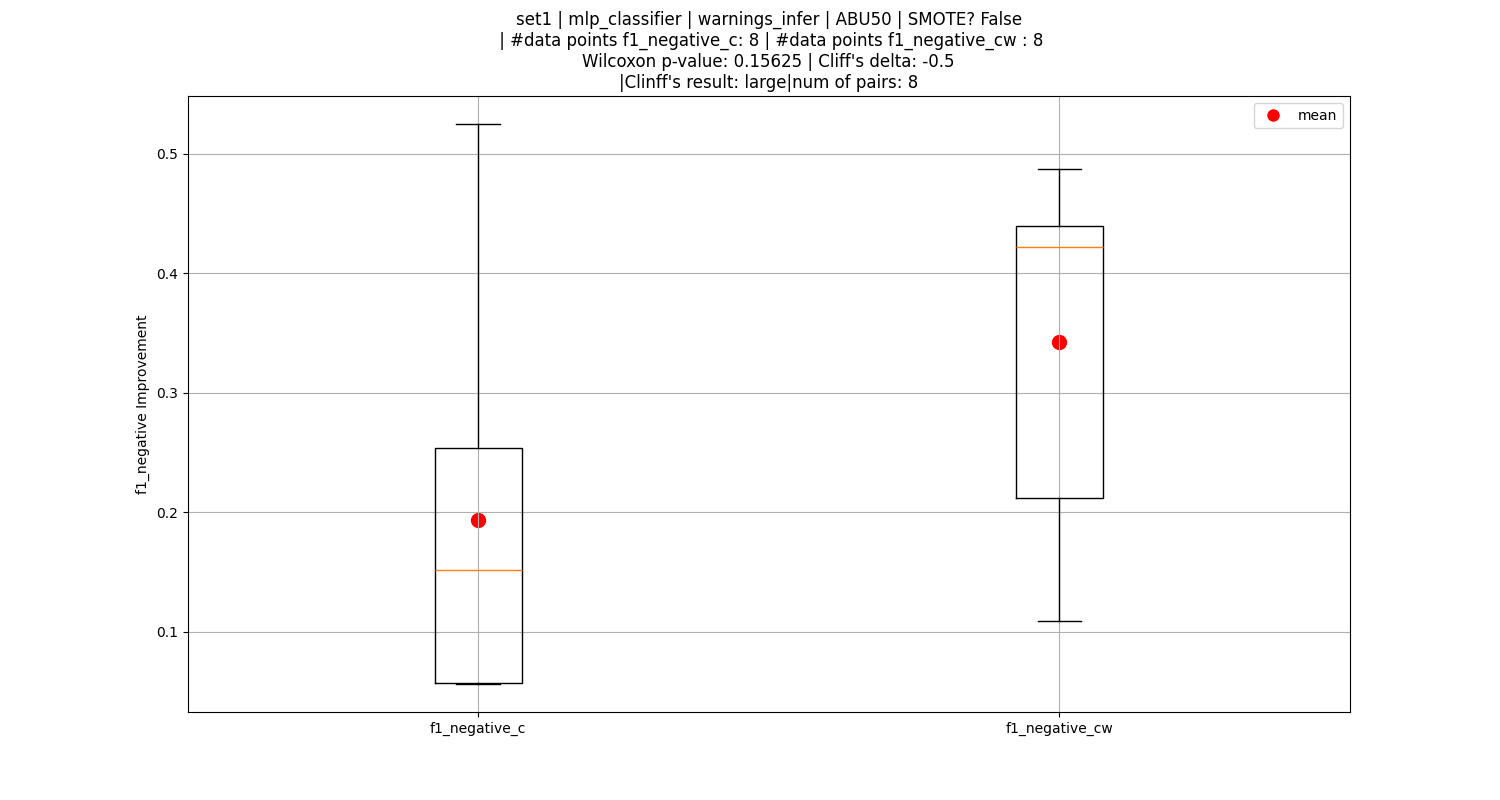 set1 | mlp_classifier | warnings_infer | ABU50 | SMOTE? False
| #data points f1_negative_c: 8 | #data points f1_negative_cw : 8
Wilcoxon p-value: 0.15625 | Cliff's delta: -0.5
|Clinff's result: large|num of pairs: 8
mean
0.5
0.4
0.3
0.2
0.1
f1_negative Improvement
f1_negative_c
f1_negative_cw